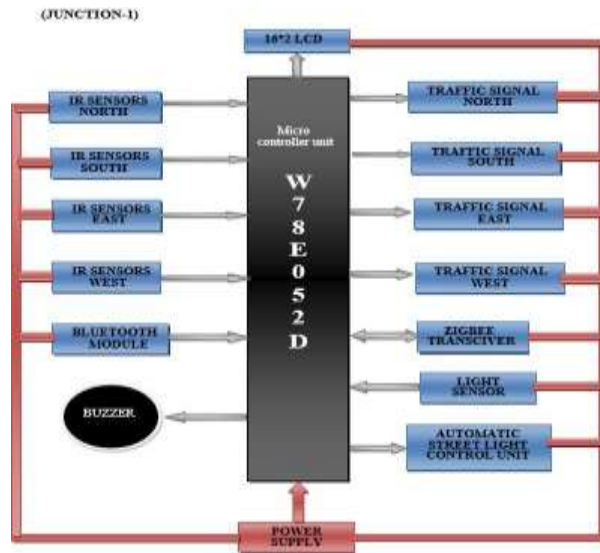 (JUNCTION-1)
16*2 LCD
IR SENSORS
NORTH
IR SENSORS
SOUTH
IR SENSORS
EAST
IR SENSORS
WEST
BLUETOOTH
MODULE
BUZZER
Micro
controller unit
W
7
8
E
0
5
2
D
TRAFFIC SIGNAL
NORTH
TRAFFIC SIGNAL
SOUTH
TRAFFIC SIGNAL
EAST
TRAFFIC SIGNAL
WEST
ZIGBEE
TRANSCIVER
LIGHT
SENSOR
AUTOMATIC
STREET LIGHT
CONTROL UNIT
POWER
SUPPLY